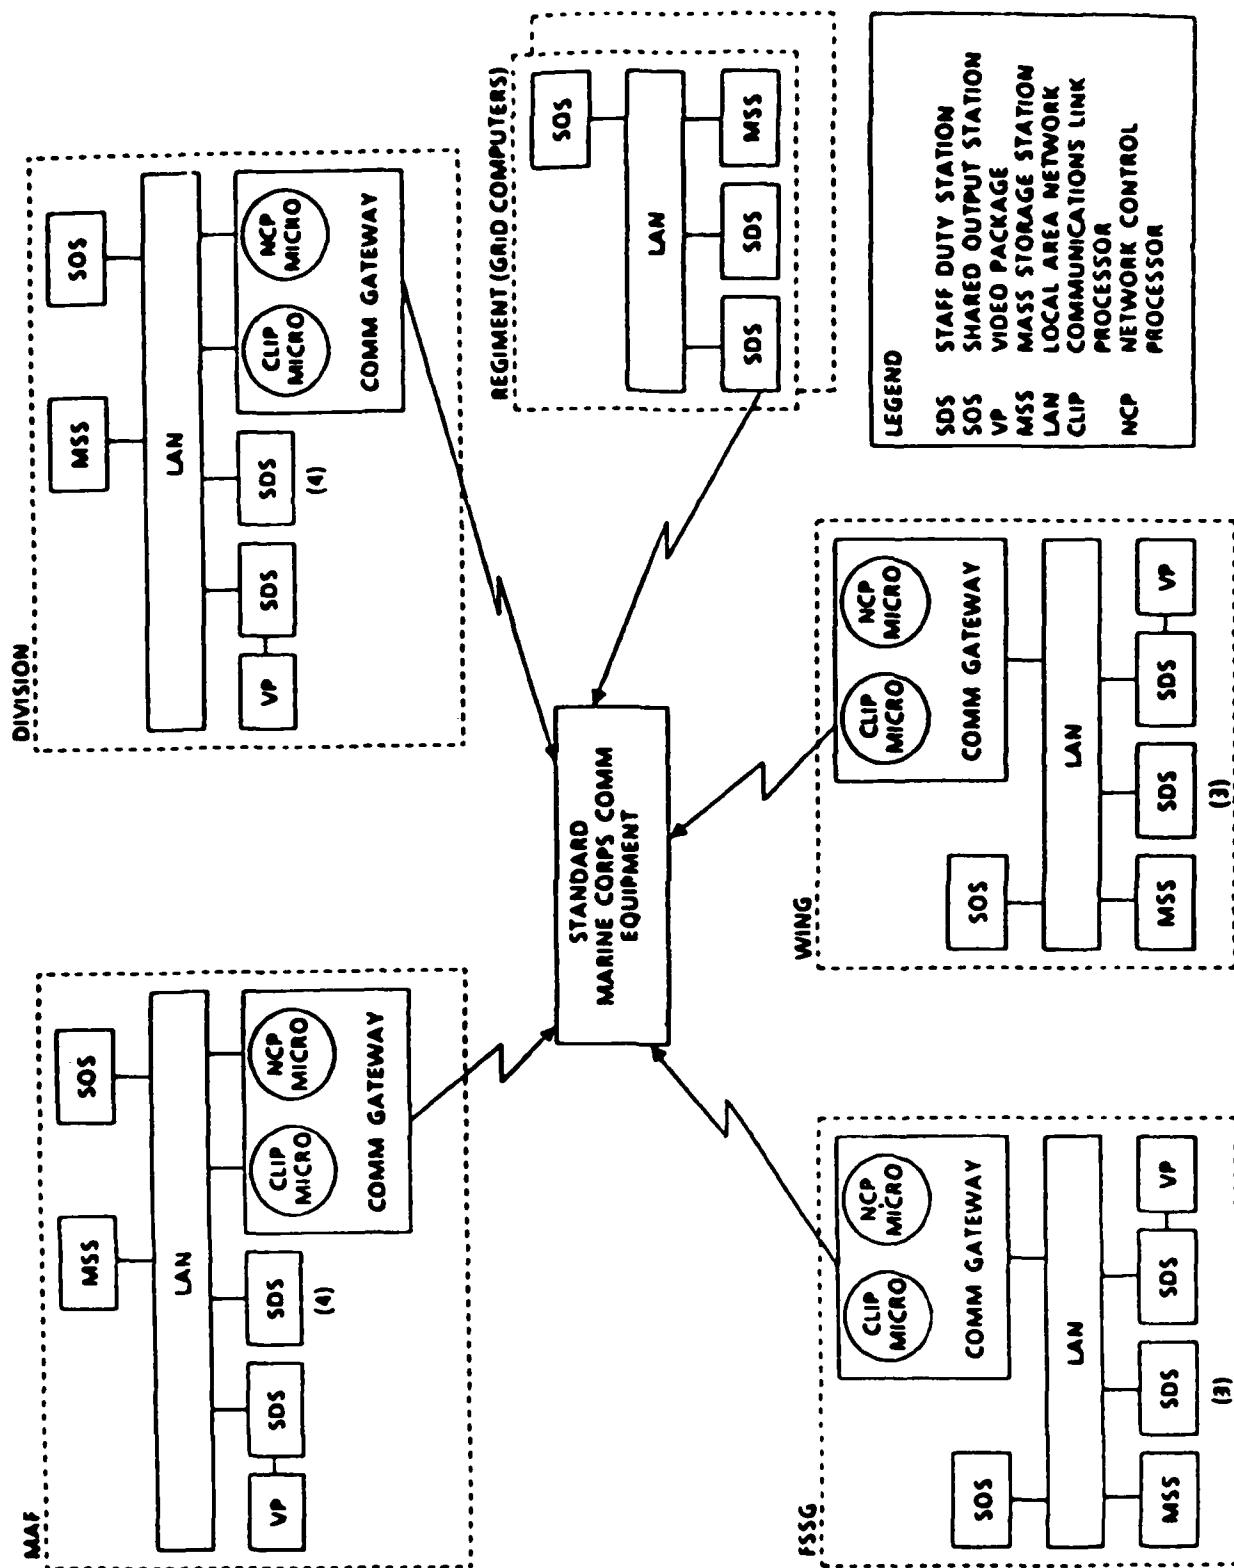 MAF
MSS
SOS
LAN
VP
SDS
SDS
(4)
CLIP
MICRO
NCP
MICRO
COMM GATEWAY
DIVISION
MSS
SOS
LAN
VP
SDS
SDS
(4)
CLIP
MICRO
NCP
MICRO
COMM GATEWAY
STANDARD
MARINE CORPS COMM
EQUIPMENT
REGIMENT (GRID COMPUTERS)
SOS
LAN
SDS
SDS
MSS
FSSG
CLIP
MICRO
NCP
MICRO
COMM GATEWAY
SOS
LAN
MSS
SDS
(3)
SDS
VP
WING
CLIP
MICRO
NCP
MICRO
COMM GATEWAY
SOS
LAN
MSS
SDS
(3)
SDS
VP
LEGEND
SDS STAFF DUTY STATION
SOS SHARED OUTPUT STATION
VP VIDEO PACKAGE
MSS MASS STORAGE STATION
LAN LOCAL AREA NETWORK
CLIP COMMUNICATIONS LINK
PROCESSOR
NCP NETWORK CONTROL
PROCESSOR